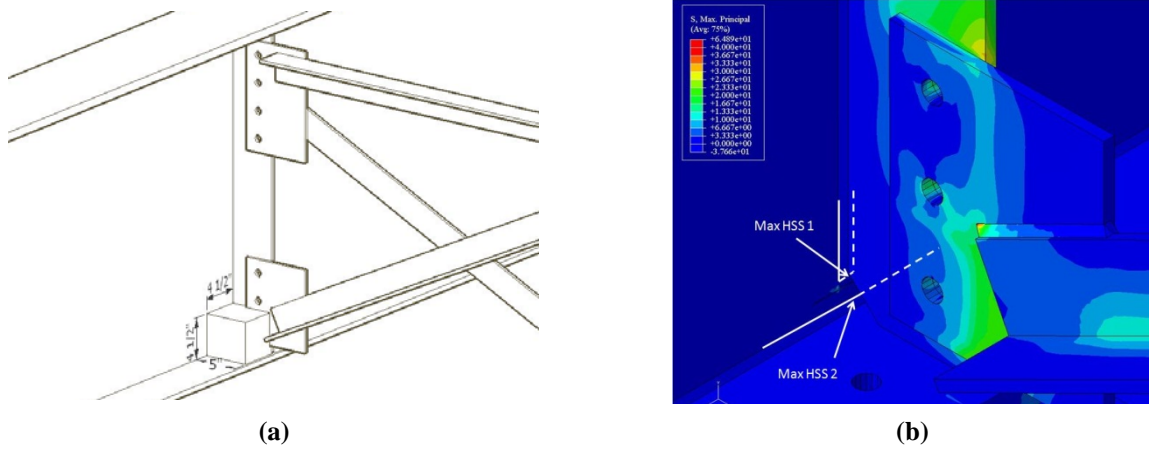 4 1/2"
4 1/2"
5"
(a)
S, Max. Principal
(Avg: 75%)
+6.489e+01
+4.000e+01
+3.667e+01
+3.333e+01
+3.000e+01
+2.667e+01
+2.333e+01
+2.000e+01
+1.667e+01
+1.333e+01
+1.000e+01
+6.667e+00
+3.333e+00
+0.000e+00
-3.766e+01
Max HSS 1
Max HSS 2
(b)